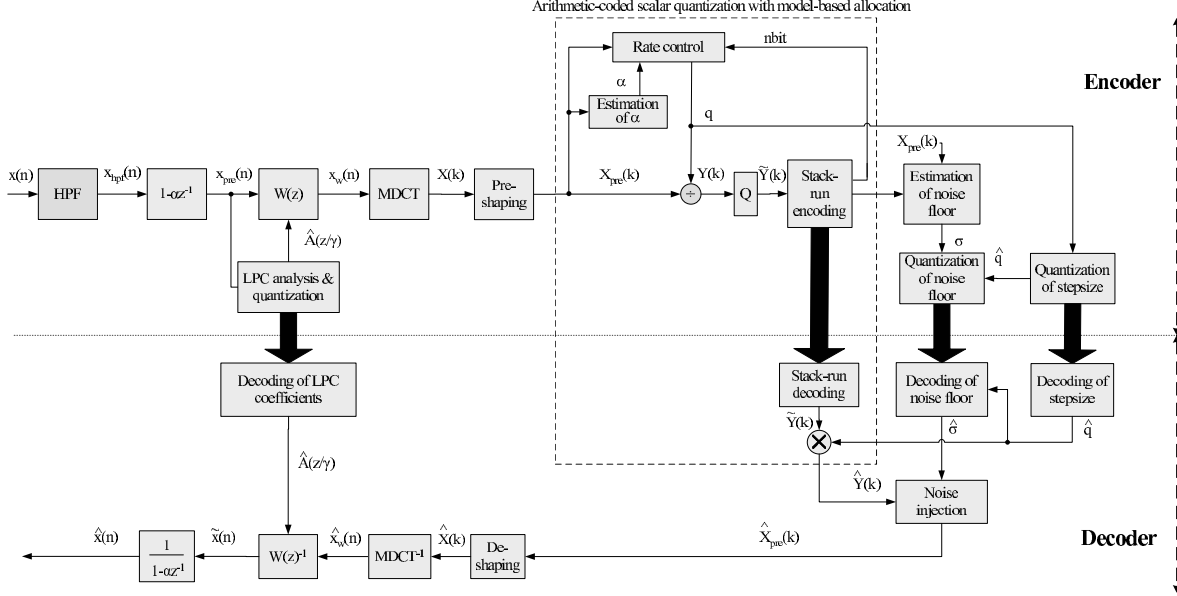 Arithmetic-coded scalar quantization with model-based allocation
Rate control
nbit
α
Estimation
of α
q
Encoder
x(n)
HPF
x_hpf(n)
1-αz⁻¹
x_pre(n)
W(z)
x_w(n)
MDCT
X(k)
Pre-
shaping
X_pre(k)
÷
Y(k)
Q
Ỹ(k)
Stack-
run
encoding
X_pre(k)
Estimation
of noise
floor
Â(z/γ)
LPC analysis &
quantization
σ
Quantization
of noise
floor
q̂
Quantization
of stepsize
Decoding of LPC
coefficients
Stack-run
decoding
Decoding of
noise floor
Decoding of
stepsize
Ỹ(k)
σ̂
q̂
Â(z/γ)
Ŷ(k)
Noise
injection
x̂(n)
1
1-αz⁻¹
x̃(n)
W(z)⁻¹
x̂_w(n)
MDCT⁻¹
X̂(k)
De-
shaping
X̂_pre(k)
Decoder